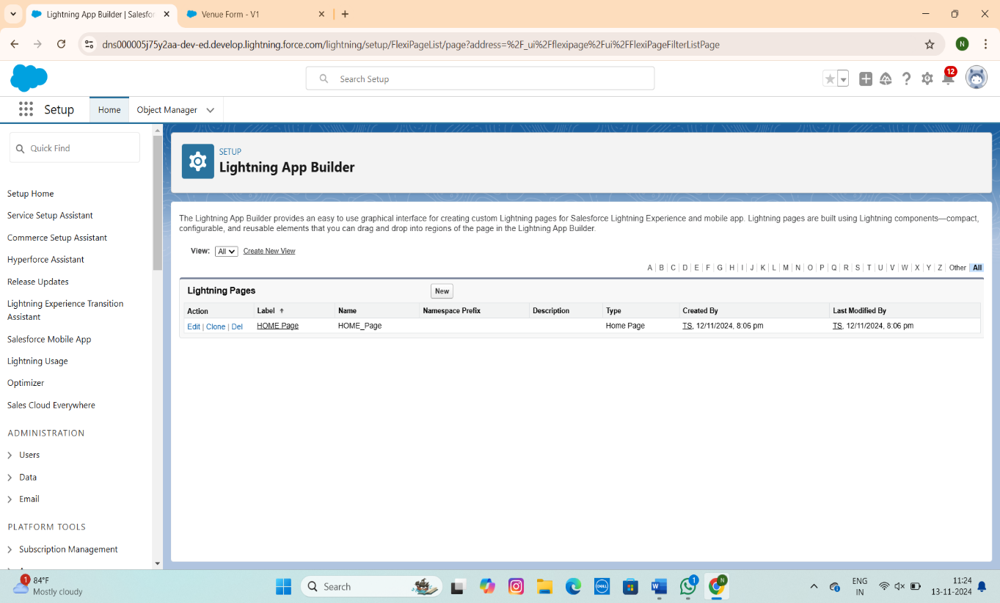 Lightning App Builder | Salesfor
Venue Form - V1
dns000005j75y2aa-dev-ed.develop.lightning.force.com/lightning/setup/FlexiPageList/page?address=%2F_ui%2Fflexipage%2Fui%2FFlexiPageFilterListPage
N
Search Setup
12
Setup
Home
Object Manager
Quick Find
Setup Home
Service Setup Assistant
Commerce Setup Assistant
Hyperforce Assistant
Release Updates
Lightning Experience Transition
Assistant
Salesforce Mobile App
Lightning Usage
Optimizer
Sales Cloud Everywhere
ADMINISTRATION
Users
Data
Email
PLATFORM TOOLS
Subscription Management
SETUP
Lightning App Builder
The Lightning App Builder provides an easy to use graphical interface for creating custom Lightning pages for Salesforce Lightning Experience and mobile app. Lightning pages are built using Lightning components—compact,
configurable, and reusable elements that you can drag and drop into regions of the page in the Lightning App Builder.
View: All Create New View
A | B | C | D | E | F | G | H | I | J | K | L | M | N | O | P | Q | R | S | T | U | V | W | X | Y | Z | Other All
Lightning Pages New
Action Label Name Namespace Prefix Description Type Created By Last Modified By
Edit | Clone | Del HOME Page HOME_Page Home Page TS, 12/11/2024, 8:06 pm TS, 12/11/2024, 8:06 pm
1
84°F
Mostly cloudy
Search
DELL
W
1
N
ENG
IN
11:24
13-11-2024